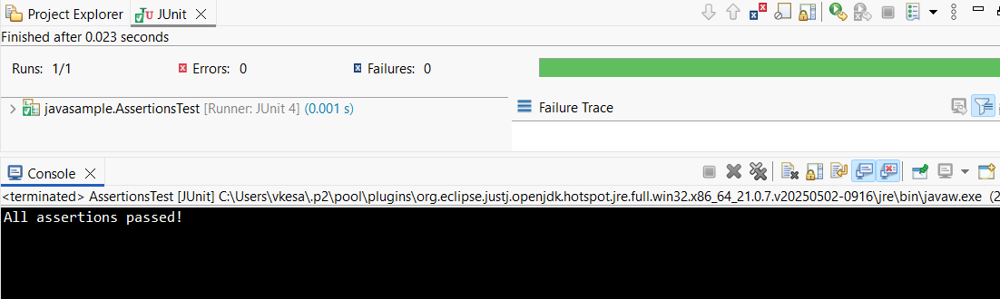 Project Explorer JUnit
Finished after 0.023 seconds
Runs: 1/1 Errors: 0 Failures: 0
javasample.AssertionsTest [Runner: JUnit 4] (0.001 s)
Failure Trace
Console
<terminated> AssertionsTest [JUnit] C:\Users\vkesa\.p2\pool\plugins\org.eclipse.justj.openjdk.hotspot.jre.full.win32.x86_64_21.0.7.v20250502-0916\jre\bin\javaw.exe (2
All assertions passed!